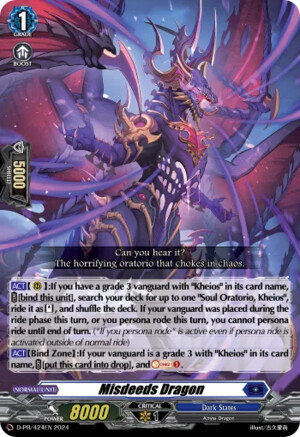 1
GRADE
BOOST
5000
SHIELD
Can you hear it?
The horrifying oratorio that chokes in chaos.
ACT[ ]:If you have a grade 3 vanguard with "Kheios" in its card name,
[bind this unit], search your deck for up to one "Soul Oratorio, Kheios",
ride it as [ ], and shuffle the deck. If your vanguard was placed during the
ride phase this turn, or you persona rode this turn, you cannot persona
ride until end of turn. ("If you persona rode" is active even if persona ride is
activated outside of normal ride)
ACT[Bind Zone]:If your vanguard is a grade 3 with "Kheios" in its card
name, [put this card into drop], and
NORMAL UNIT
Misdeeds Dragon
POWER 8000
CRITICAL
1
Dark States
Abyss Dragon
D-PR/424EN 2024
illust/